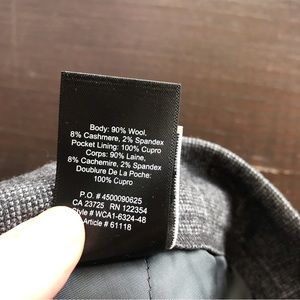 Body: 90% Wool,
8% Cashmere, 2% Spandex
Pocket Lining: 100% Cupro
Corps: 90% Laine,
8% Cachemire, 2% Spandex
Doublure De La Poche:
100% Cupro
P.O. # 4500090625
CA 23725 RN 122354
Style # WCA1-6324-48
Article # 61118